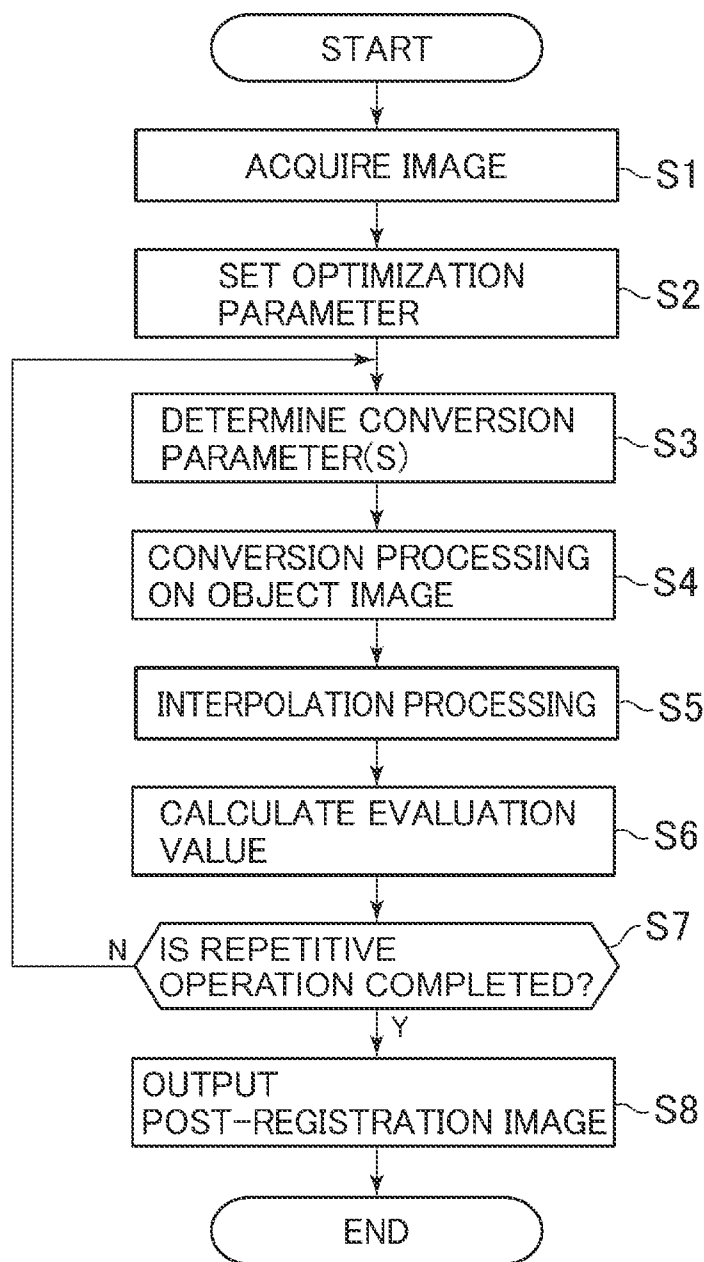 START
ACQUIRE IMAGE
S1
SET OPTIMIZATION
PARAMETER
S2
DETERMINE CONVERSION
PARAMETER(S)
S3
CONVERSION PROCESSING
ON OBJECT IMAGE
S4
INTERPOLATION PROCESSING
S5
CALCULATE EVALUATION
VALUE
S6
N
IS REPETITIVE
OPERATION COMPLETED?
S7
Y
OUTPUT
POST-REGISTRATION IMAGE
S8
END